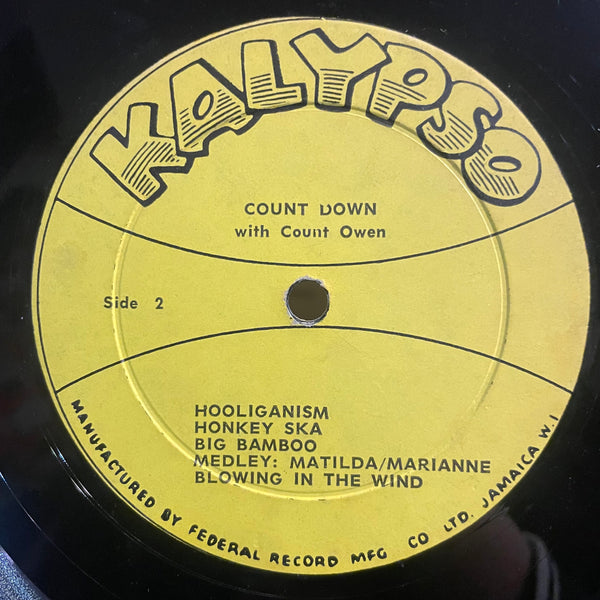 KALYPSO
COUNT DOWN
with Count Owen
Side 2
HOOLIGANISM
HONKEY SKA
BIG BAMBOO
MEDLEY: MATILDA/MARIANNE
BLOWING IN THE WIND
MANUFACTURED BY FEDERAL RECORD MFG CO LTD. JAMAICA W.I